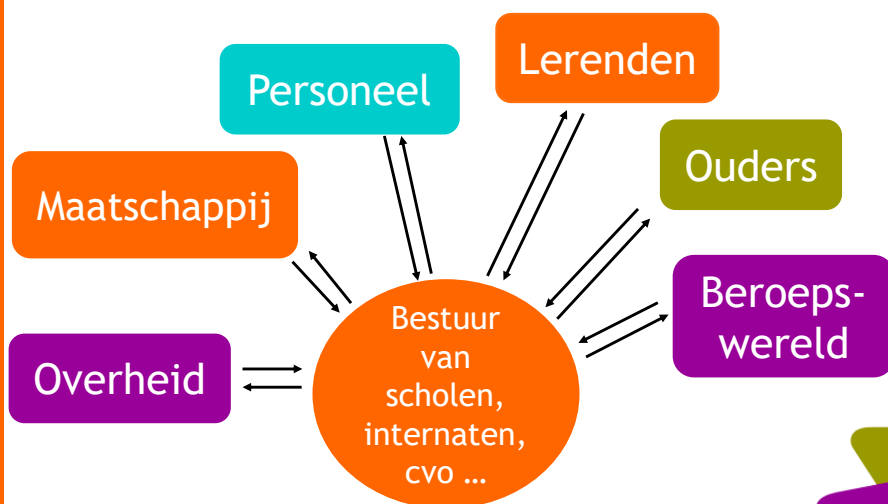 Lerenden
Personeel
Ouders
Maatschappij
Beroeps-
wereld
Bestuur
van
scholen,
internaten,
cvo …
Overheid